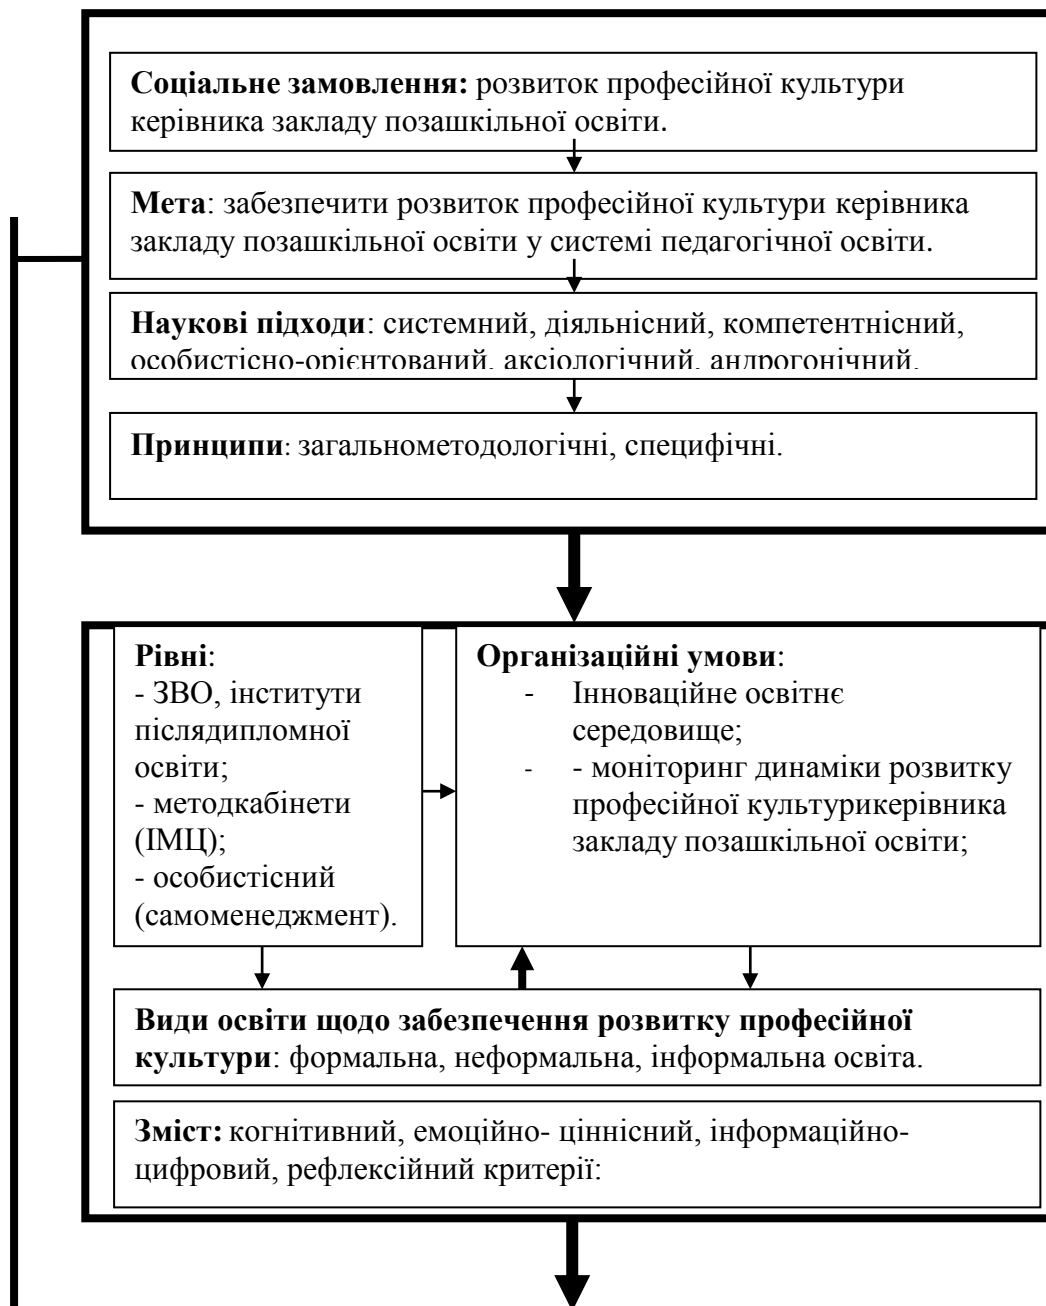 Соціальне замовлення: розвиток професійної культури
керівника закладу позашкільної освіти.
Мета: забезпечити розвиток професійної культури керівника
закладу позашкільної освіти у системі педагогічної освіти.
Наукові підходи: системний, діяльнісний, компетентнісний,
особистісно-орієнтований, аксіологічний, андрогонічний.
Принципи: загальнометодологічні, специфічні.
Рівні:
- ЗВО, інститути
післядипломної
освіти;
- методкабінети
(ІМЦ);
- особистісний
(самоменеджмент).
Організаційні умови:
- Інноваційне освітнє
середовище;
- - моніторинг динаміки розвитку
професійної культурикерівника
закладу позашкільної освіти;
Види освіти щодо забезпечення розвитку професійної
культури: формальна, неформальна, інформальна освіта.
Зміст: когнітивний, емоційно- ціннісний, інформаційно-
цифровий, рефлексійний критерії: